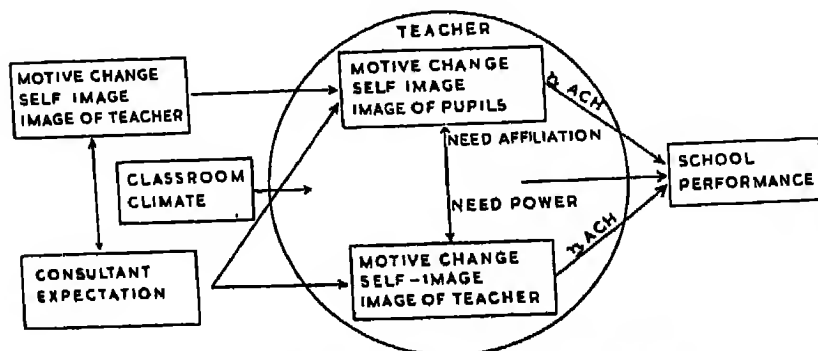 TEACHER
MOTIVE CHANGE
SELF IMAGE
IMAGE OF TEACHER
MOTIVE CHANGE
SELF IMAGE
IMAGE OF PUPILS
n ACH
NEED AFFILIATION
CLASSROOM
CLIMATE
SCHOOL
PERFORMANCE
NEED POWER
n ACH
CONSULTANT
EXPECTATION
MOTIVE CHANGE
SELF-IMAGE
IMAGE OF TEACHER